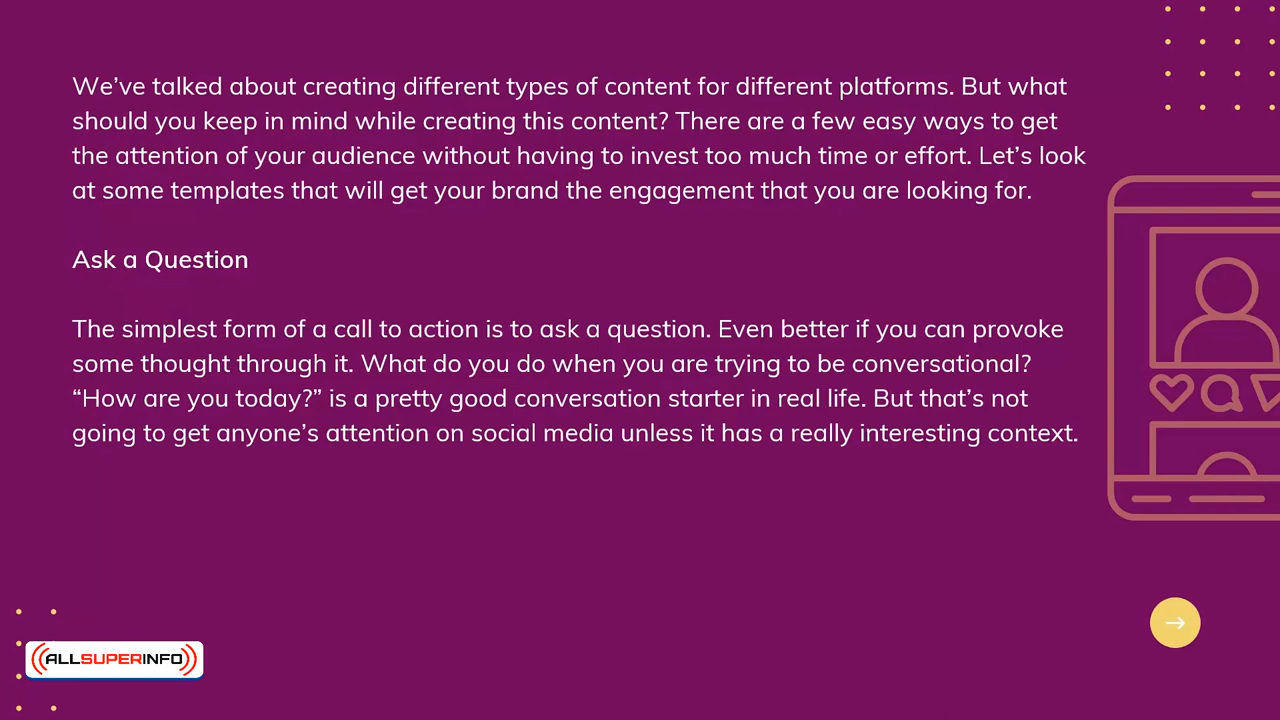 We’ve talked about creating different types of content for different platforms. But what
should you keep in mind while creating this content? There are a few easy ways to get
the attention of your audience without having to invest too much time or effort. Let’s look
at some templates that will get your brand the engagement that you are looking for.
Ask a Question
The simplest form of a call to action is to ask a question. Even better if you can provoke
some thought through it. What do you do when you are trying to be conversational?
“How are you today?” is a pretty good conversation starter in real life. But that’s not
going to get anyone’s attention on social media unless it has a really interesting context.
ALLSUPERINFO